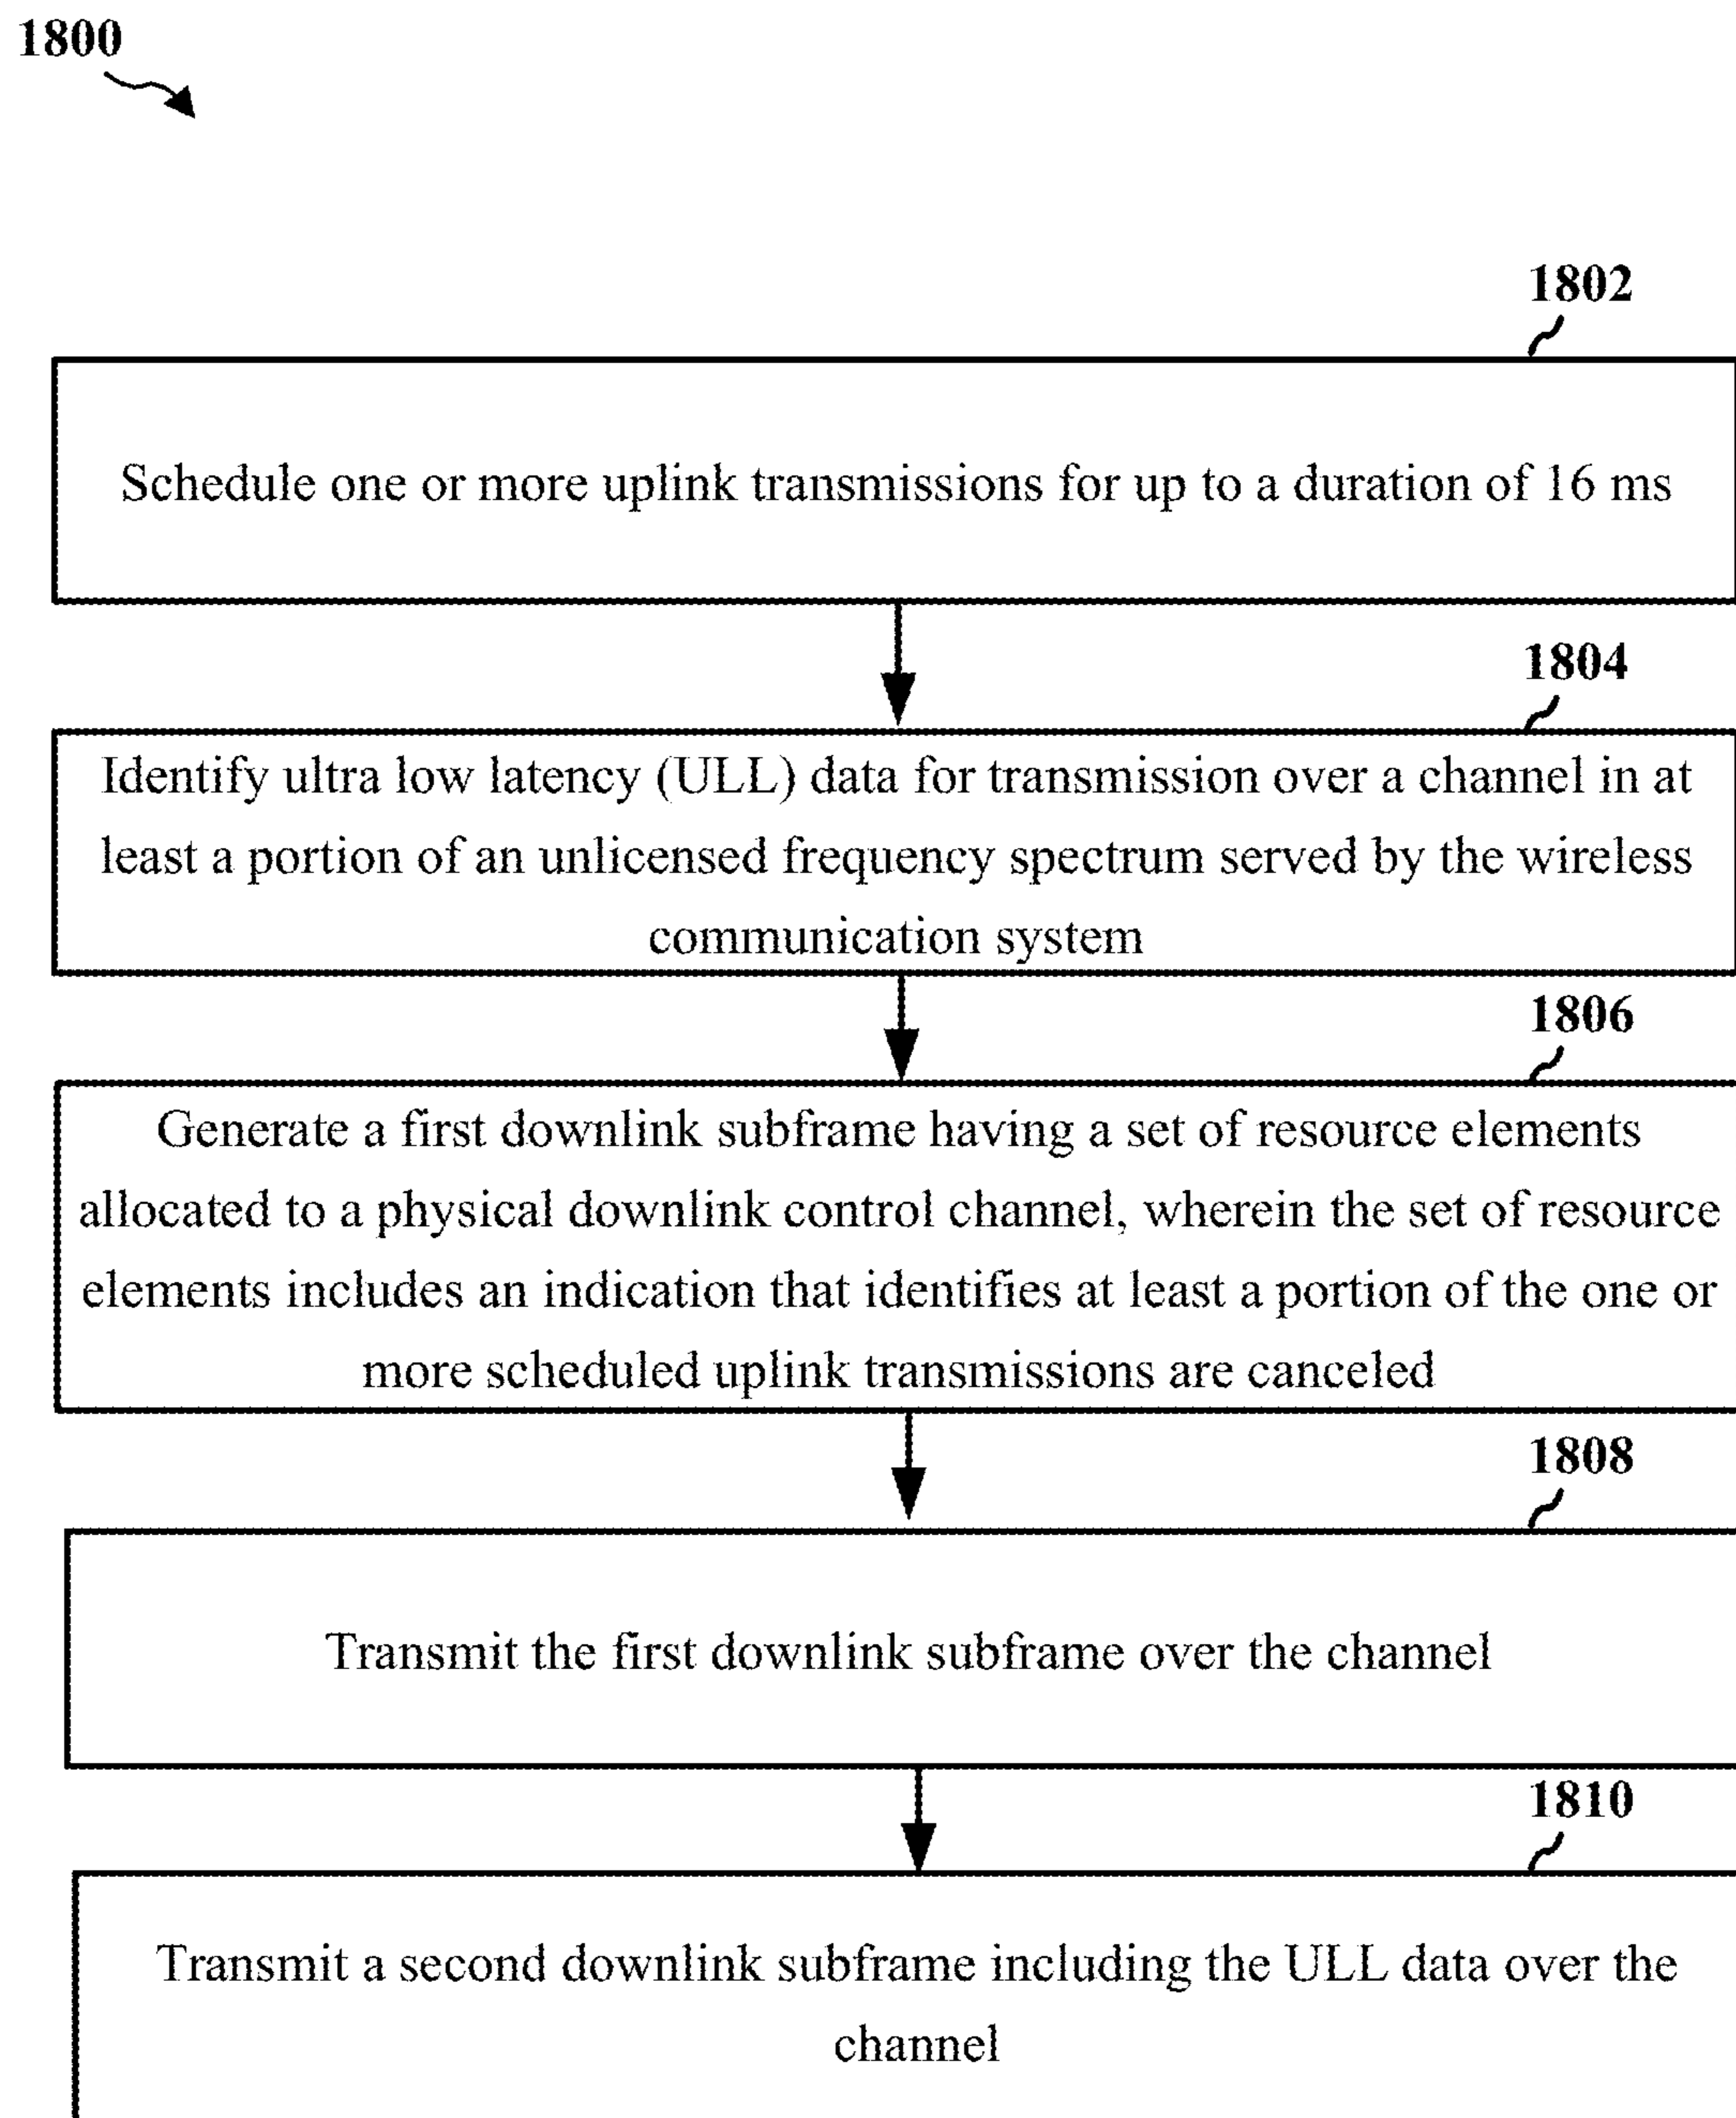 1800
1802
Schedule one or more uplink transmissions for up to a duration of 16 ms
1804
Identify ultra low latency (ULL) data for transmission over a channel in at
least a portion of an unlicensed frequency spectrum served by the wireless
communication system
1806
Generate a first downlink subframe having a set of resource elements
allocated to a physical downlink control channel, wherein the set of resource
elements includes an indication that identifies at least a portion of the one or
more scheduled uplink transmissions are canceled
1808
Transmit the first downlink subframe over the channel
1810
Transmit a second downlink subframe including the ULL data over the
channel